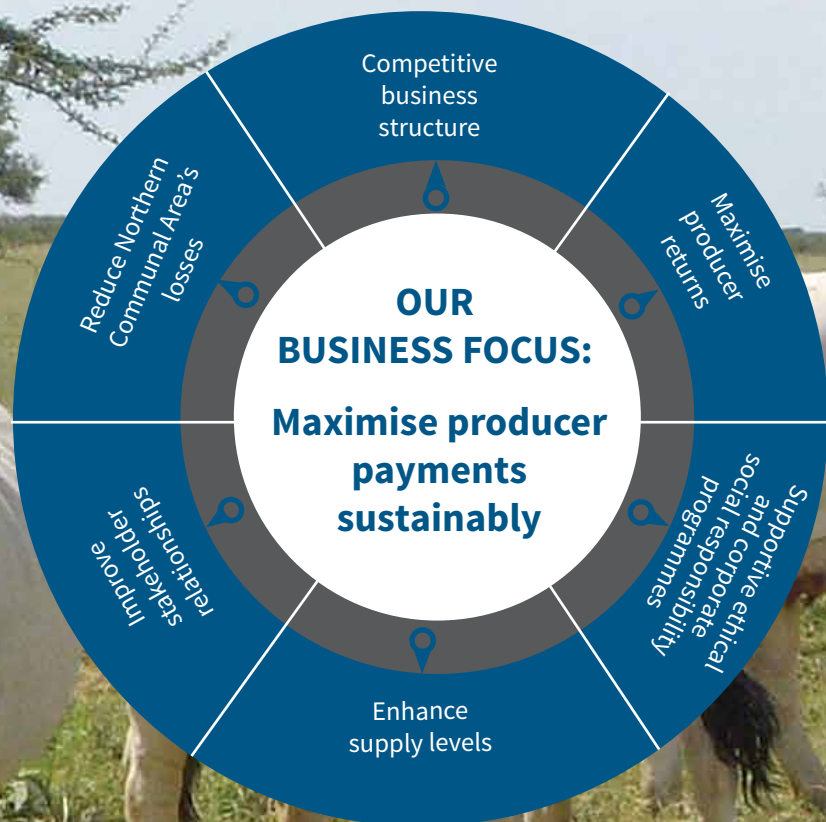 OUR
BUSINESS FOCUS:
Maximise producer
payments
sustainably
Competitive
business
structure
Maximise
producer
returns
Supportive ethical
and corporate
social responsibility
programmes
Enhance
supply levels
Improve
stakeholder
relationships
Reduce Northern
Communal Area's
losses